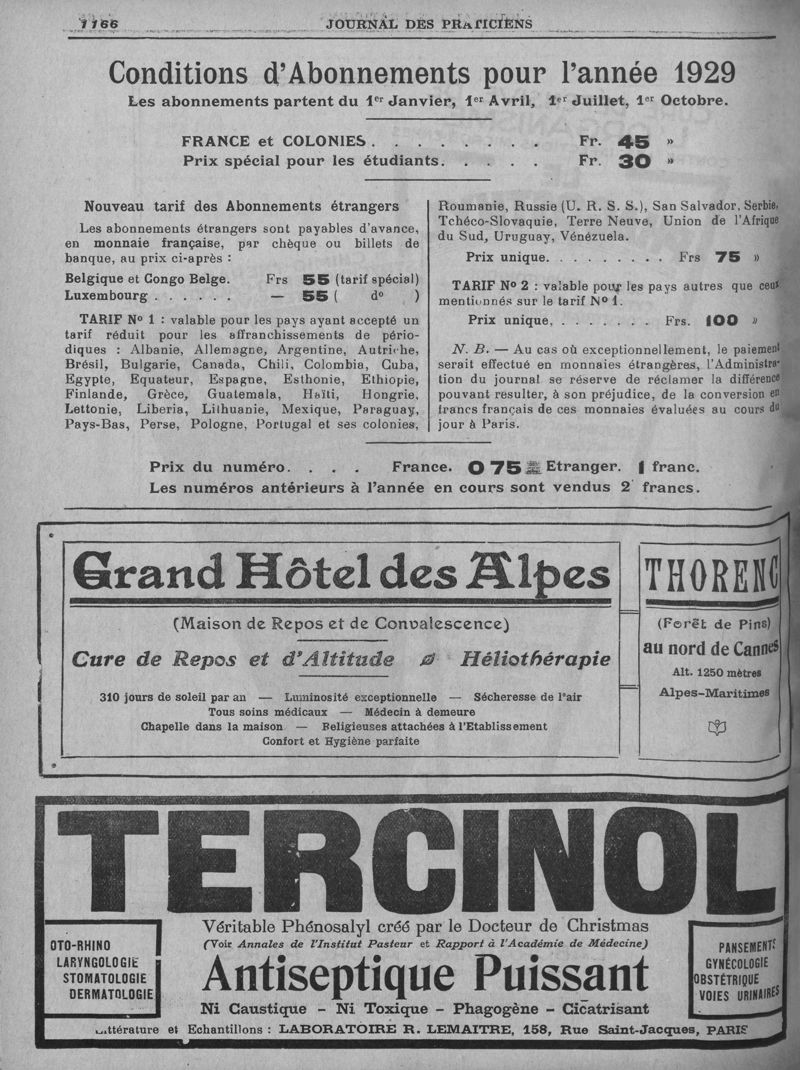 1166
JOURNAL DES PRATICIENS
Conditions d'Abonnements pour l'année 1929
Les abonnements partent du 1er Janvier, 1er Avril, 1er Juillet, 1er Octobre.
FRANCE et COLONIES . . . . . . . . Fr. 45 »
Prix spécial pour les étudiants . . . . . Fr. 30 »
Nouveau tarif des Abonnements étrangers
Les abonnements étrangers sont payables d'avance,
en monnaie française, par chèque ou billets de
banque, au prix ci-après :
Belgique et Congo Belge. Frs 55 (tarif spécial)
Luxembourg . . . . . . — 55 ( do )
TARIF No 1 : valable pour les pays ayant accepté un
tarif réduit pour les affranchissements de pério-
diques : Albanie, Allemagne, Argentine, Autriche,
Brésil, Bulgarie, Canada, Chili, Colombia, Cuba,
Egypte, Equateur, Espagne, Esthonie, Ethiopie,
Finlande, Grèce, Guatemala, Haïti, Hongrie,
Lettonie, Liberia, Lithuanie, Mexique, Paraguay,
Pays-Bas, Perse, Pologne, Portugal et ses colonies,
Roumanie, Russie (U. R. S. S.), San Salvador, Serbie,
Tchéco-Slovaquie, Terre Neuve, Union de l'Afrique
du Sud, Uruguay, Vénézuela.
Prix unique. . . . . . . . . Frs 75 »
TARIF No 2 : valable pour les pays autres que ceux
mentionnés sur le tarif No 1.
Prix unique, . . . . . . . Frs. 100 »
N. B. — Au cas où exceptionnellement, le paiement
serait effectué en monnaies étrangères, l'Administra-
tion du journal se réserve de réclamer la différence
pouvant resulter, à son préjudice, de la conversion en
francs français de ces monnaies évaluées au cours du
jour à Paris.
Prix du numéro. . . . France. 0 75 Etranger. 1 franc.
Les numéros antérieurs à l'année en cours sont vendus 2 francs.
Grand Hôtel des Alpes
(Maison de Repos et de Convalescence)
Cure de Repos et d'Altitude Héliothérapie
310 jours de soleil par an — Luminosité exceptionnelle — Sécheresse de l'air
Tous soins médicaux — Médecin à demeure
Chapelle dans la maison — Religieuses attachées à l'Etablissement
Confort et Hygiène parfaite
THORENC
(Forêt de Pins)
au nord de Cannes
Alt. 1250 mètres
Alpes-Maritimes
TERCINOL
Véritable Phénosalyl créé par le Docteur de Christmas
(Voir Annales de l'Institut Pasteur et Rapport à l'Académie de Médecine)
OTO-RHINO
LARYNGOLOGIE
STOMATOLOGIE
DERMATOLOGIE
Antiseptique Puissant
Ni Caustique - Ni Toxique - Phagogène - Cicatrisant
PANSEMENTS
GYNÉCOLOGIE
OBSTÉTRIQUE
VOIES URINAIRES
Littérature et Echantillons : LABORATOIRE R. LEMAITRE, 158, Rue Saint-Jacques, PARIS